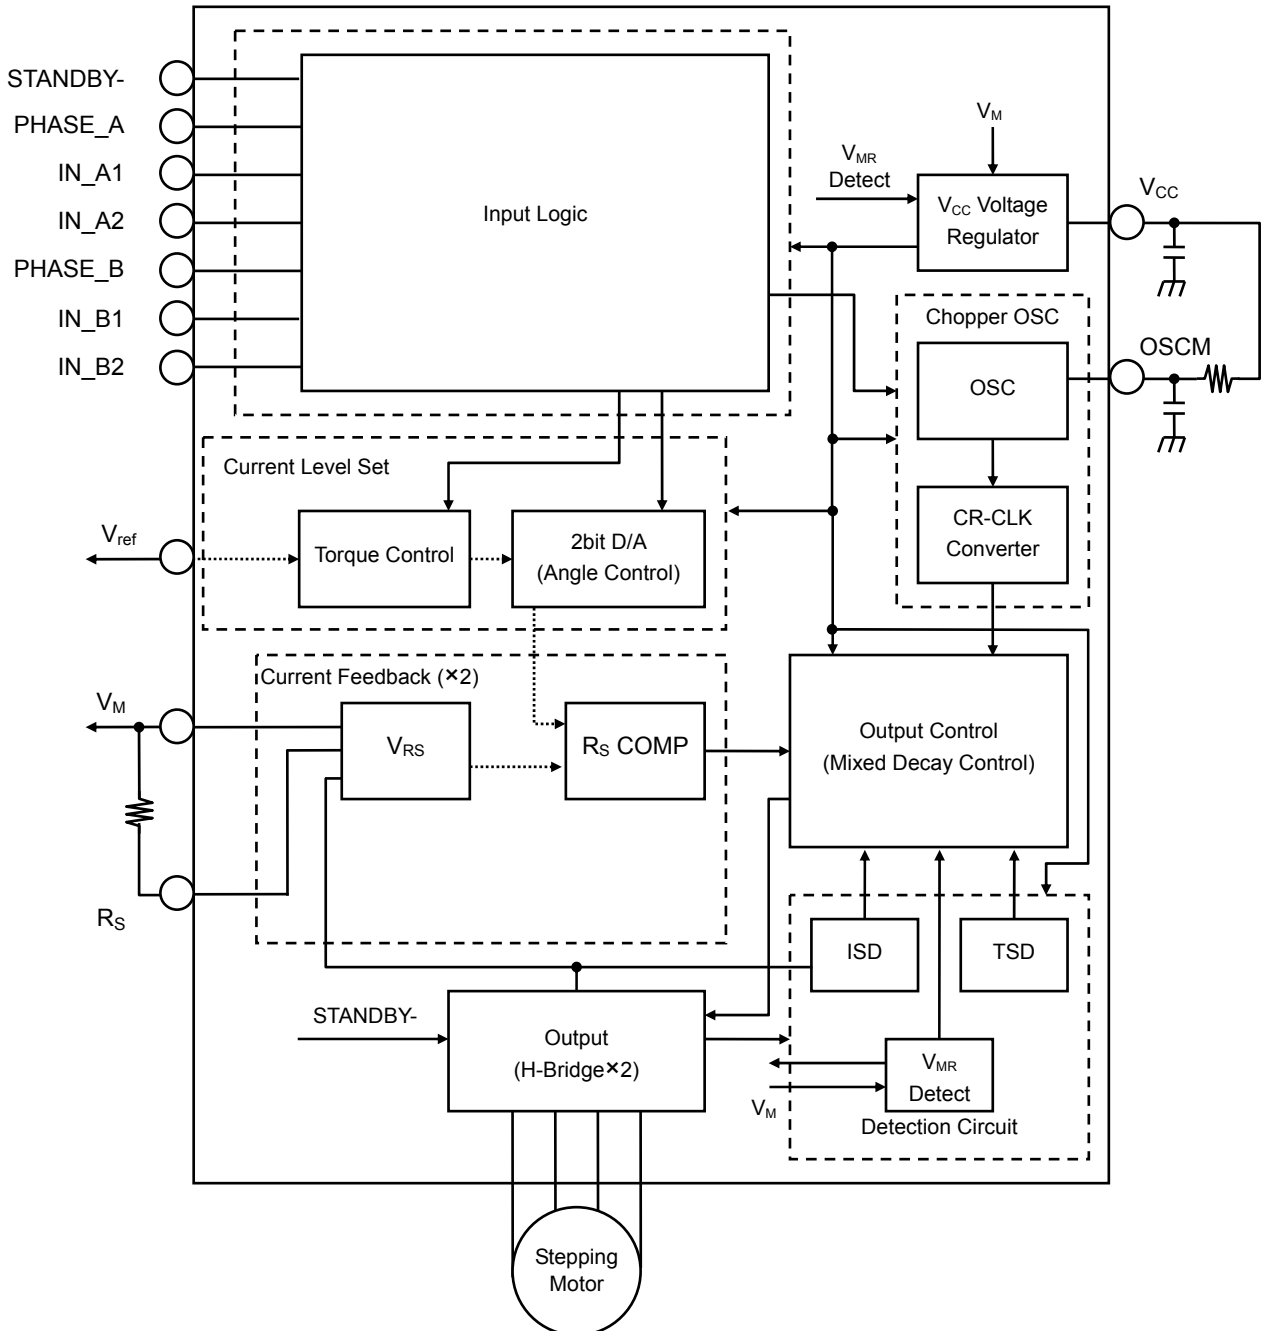 STANDBY-
PHASE_A
IN_A1
IN_A2
PHASE_B
IN_B1
IN_B2
Input Logic
VM
VMR
Detect
VCC Voltage
Regulator
VCC
Chopper OSC
OSC
OSCM
CR-CLK
Converter
Current Level Set
Vref
Torque Control
2bit D/A
(Angle Control)
Current Feedback (×2)
VM
VRS
RS COMP
RS
Output Control
(Mixed Decay Control)
ISD
TSD
STANDBY-
Output
(H-Bridge×2)
VMR
Detect
VM
Detection Circuit
Stepping
Motor